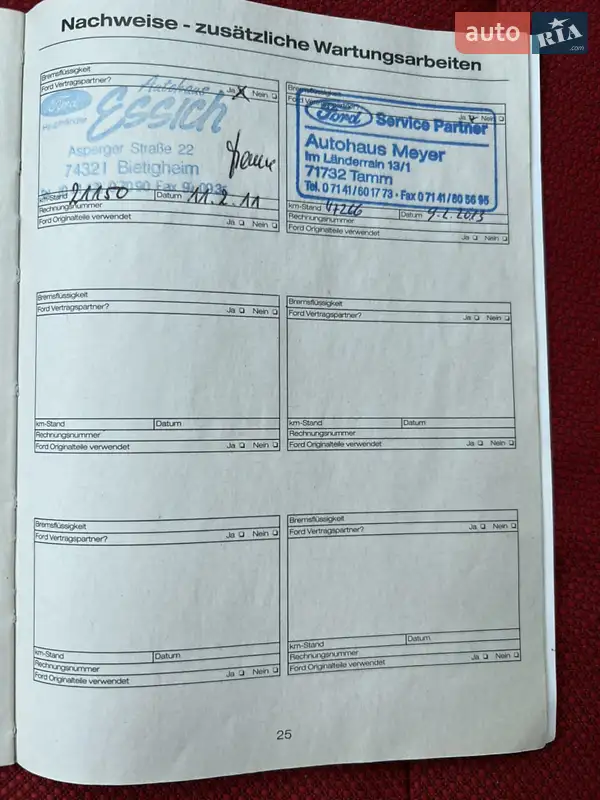 auto RIA .com
Nachweise - zusätzliche Wartungsarbeiten
Bremsflüssigkeit
Ford Vertragspartner? Ja Nein
Ford
Autohaus
Essich
Asperger Straße 22
74321 Bietigheim
km-Stand 21150 Datum 11.2.11
Rechnungsnummer
Ford Originalteile verwendet Ja Nein
Ja Nein
Ford Service Partner
Autohaus Meyer
Im Länderrain 13/1
71732 Tamm
Tel. 0 71 41/60 17 73 · Fax 0 71 41/60 56 95
km-Stand 47266 Datum 9.2.2013
Rechnungsnummer
Ford Originalteile verwendet Ja Nein
Bremsflüssigkeit
Ford Vertragspartner? Ja Nein
km-Stand Datum
Rechnungsnummer
Ford Originalteile verwendet Ja Nein
Bremsflüssigkeit
Ford Vertragspartner? Ja Nein
km-Stand Datum
Rechnungsnummer
Ford Originalteile verwendet Ja Nein
Bremsflüssigkeit
Ford Vertragspartner? Ja Nein
km-Stand Datum
Rechnungsnummer
Ford Originalteile verwendet Ja Nein
Bremsflüssigkeit
Ford Vertragspartner? Ja Nein
km-Stand Datum
Rechnungsnummer
Ford Originalteile verwendet Ja Nein
25